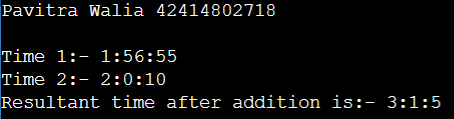 Pavitra Walia 42414802718
Time 1:- 1:56:55
Time 2:- 2:0:10
Resultant time after addition is:- 3:1:5